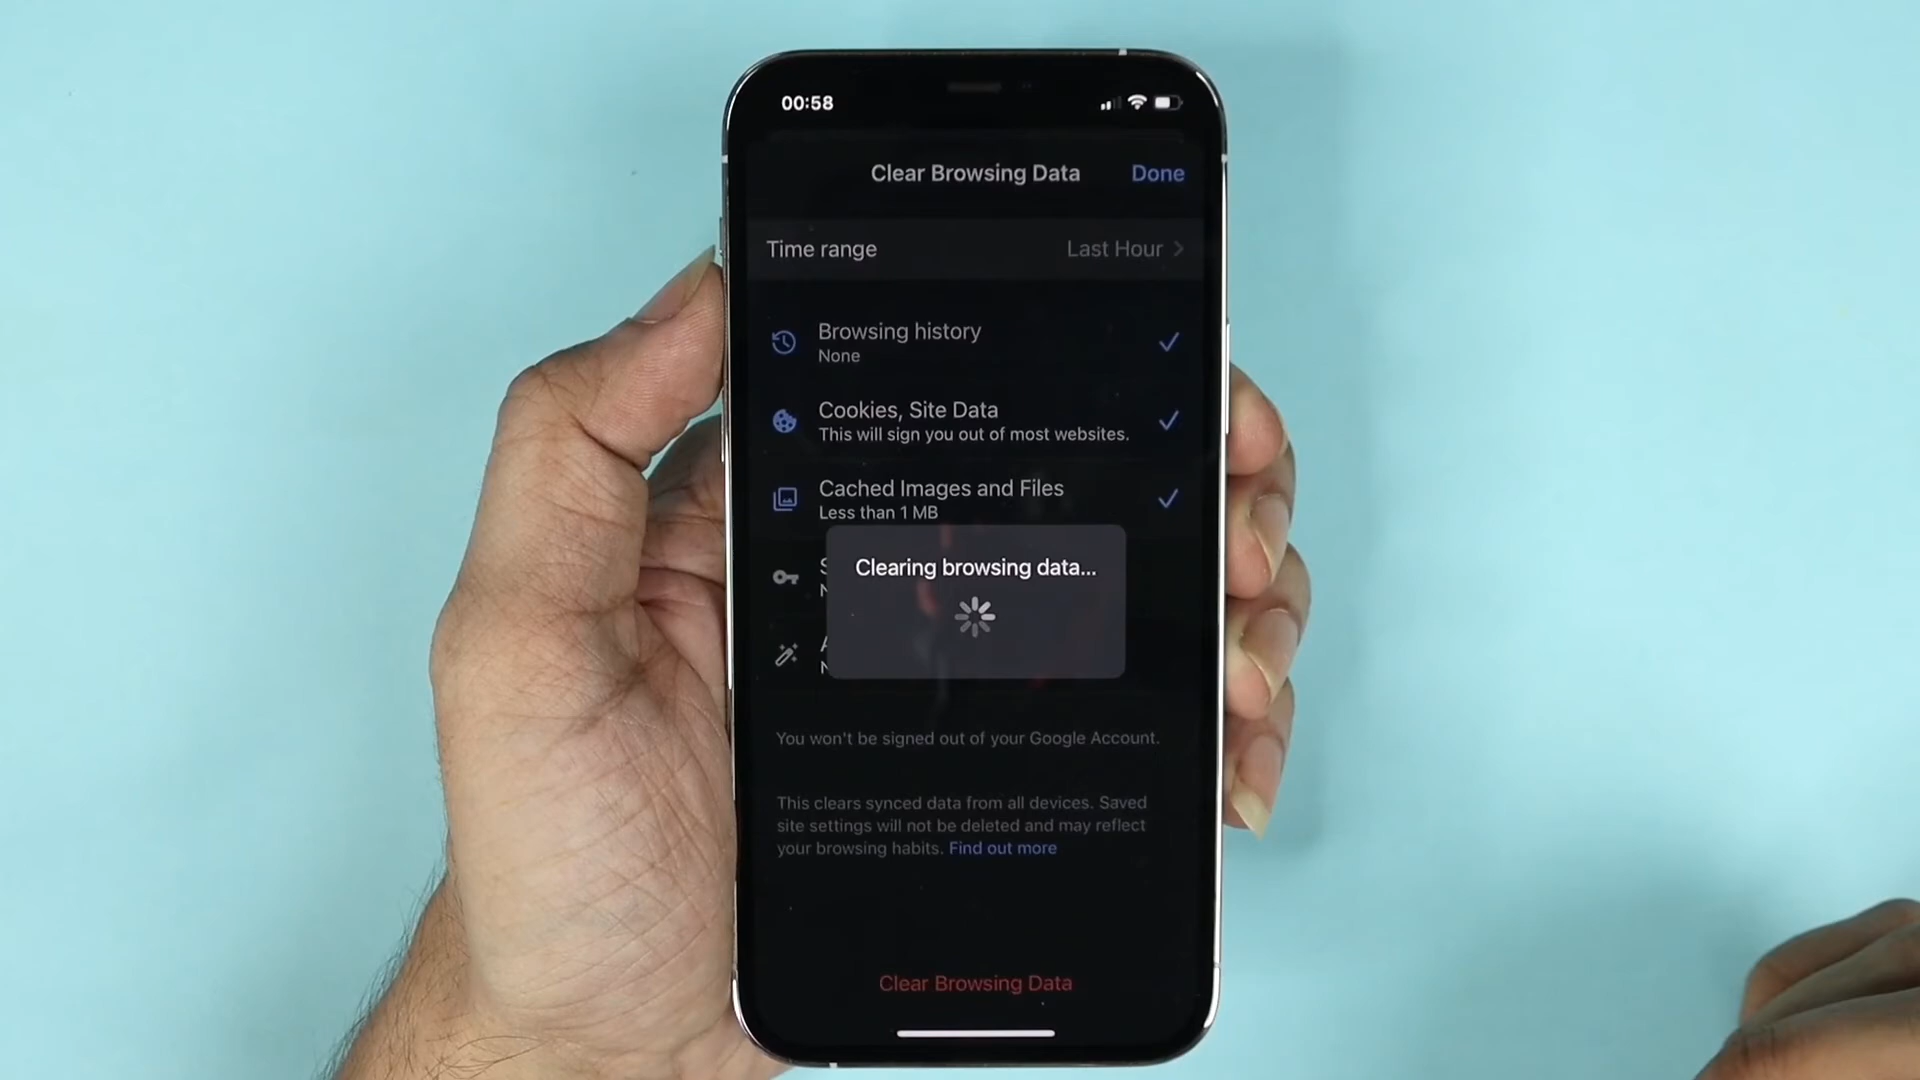 00:58
Clear Browsing Data
Done
Time range
Last Hour
Browsing history
None
Cookies, Site Data
This will sign you out of most websites.
Cached Images and Files
Less than 1 MB
Clearing browsing data...
You won't be signed out of your Google Account.
This clears synced data from all devices. Saved
site settings will not be deleted and may reflect
your browsing habits. Find out more
Clear Browsing Data